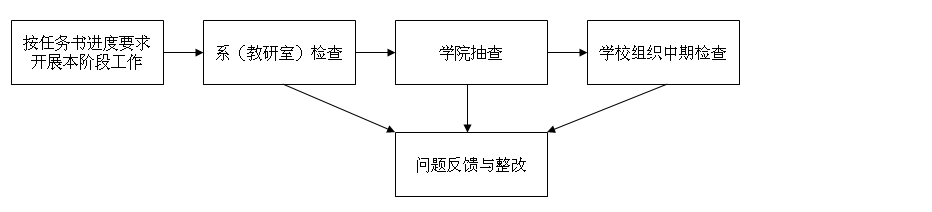 按任务书进度要求
开展本阶段工作
系（教研室）检查
学院抽查
学校组织中期检查
问题反馈与整改